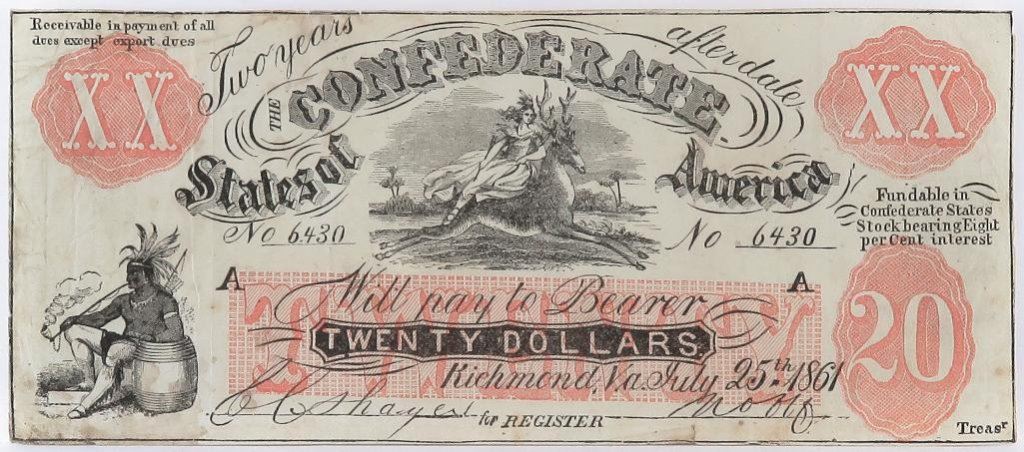 Receivable in payment of all
dues except export dues
XX
Two years
after date
XX
THE CONFEDERATE
States of
America
No 6430
No 6430
Fundable in
Confederate States
Stock bearing Eight
per Cent interest
A
A
Will pay to Bearer
TWENTY
TWENTY DOLLARS.
20
Richmond, Va. July 25th 1861
for REGISTER
Treasr